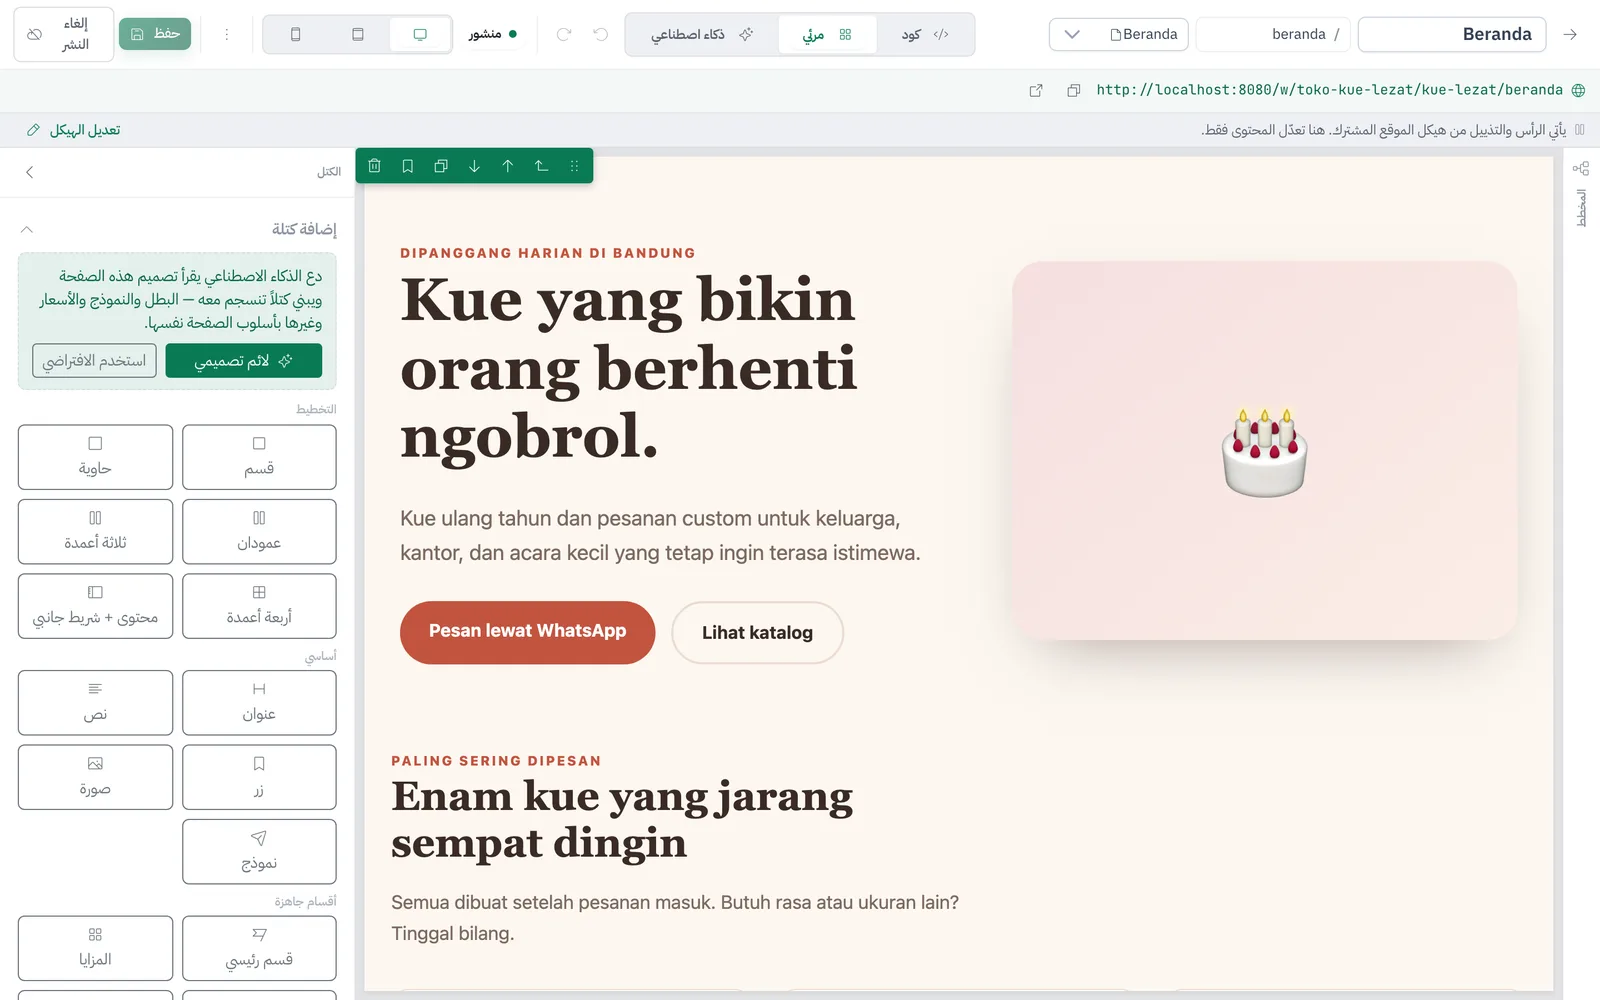 Beranda
/ beranda
Beranda
كود
مرئي
ذكاء اصطناعي
منشور
حفظ
إلغاء
النشر
http://localhost:8080/w/toko-kue-lezat/kue-lezat/beranda
يأتي الرأس والتذييل من هيكل الموقع المشترك. هنا تعدّل المحتوى فقط.
تعديل الهيكل
المخطط
الكتل
إضافة كتلة
دع الذكاء الاصطناعي يقرأ تصميم هذه الصفحة
ويبني كتلاً تنسجم معه — البطل والنموذج والأسعار
وغيرها بأسلوب الصفحة نفسها.
لائم تصميمي
استخدم الافتراضي
التخطيط
قسم
حاوية
عمودان
ثلاثة أعمدة
أربعة أعمدة
محتوى + شريط جانبي
أساسي
عنوان
نص
زر
صورة
نموذج
أقسام جاهزة
قسم رئيسي
المزايا
DIPANGGANG HARIAN DI BANDUNG
Kue yang bikin
orang berhenti
ngobrol.
Kue ulang tahun dan pesanan custom untuk keluarga,
kantor, dan acara kecil yang tetap ingin terasa istimewa.
Pesan lewat WhatsApp
Lihat katalog
PALING SERING DIPESAN
Enam kue yang jarang
sempat dingin
Semua dibuat setelah pesanan masuk. Butuh rasa atau ukuran lain?
Tinggal bilang.